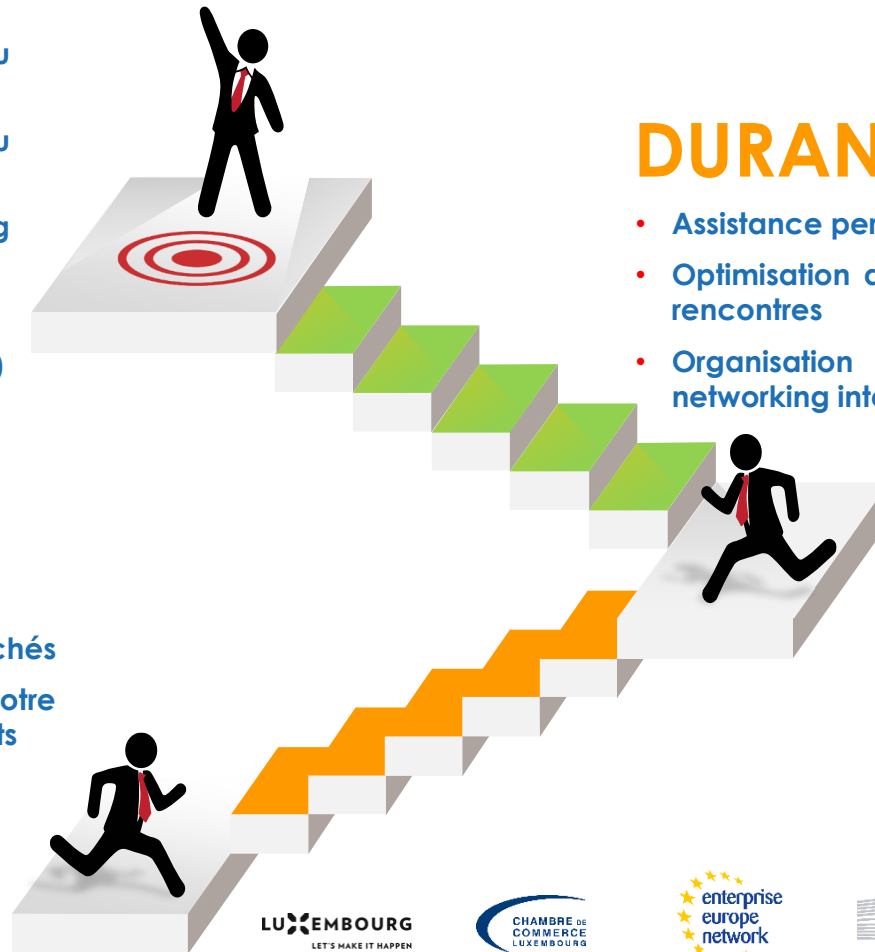 DURAN
• Assistance per
• Optimisation
rencontres
• Organisation
networking inte
)
chés
otre
ts
LUXEMBOURG
LET'S MAKE IT HAPPEN
CHAMBRE DE
COMMERCE
LUXEMBOURG
enterprise
europe
network